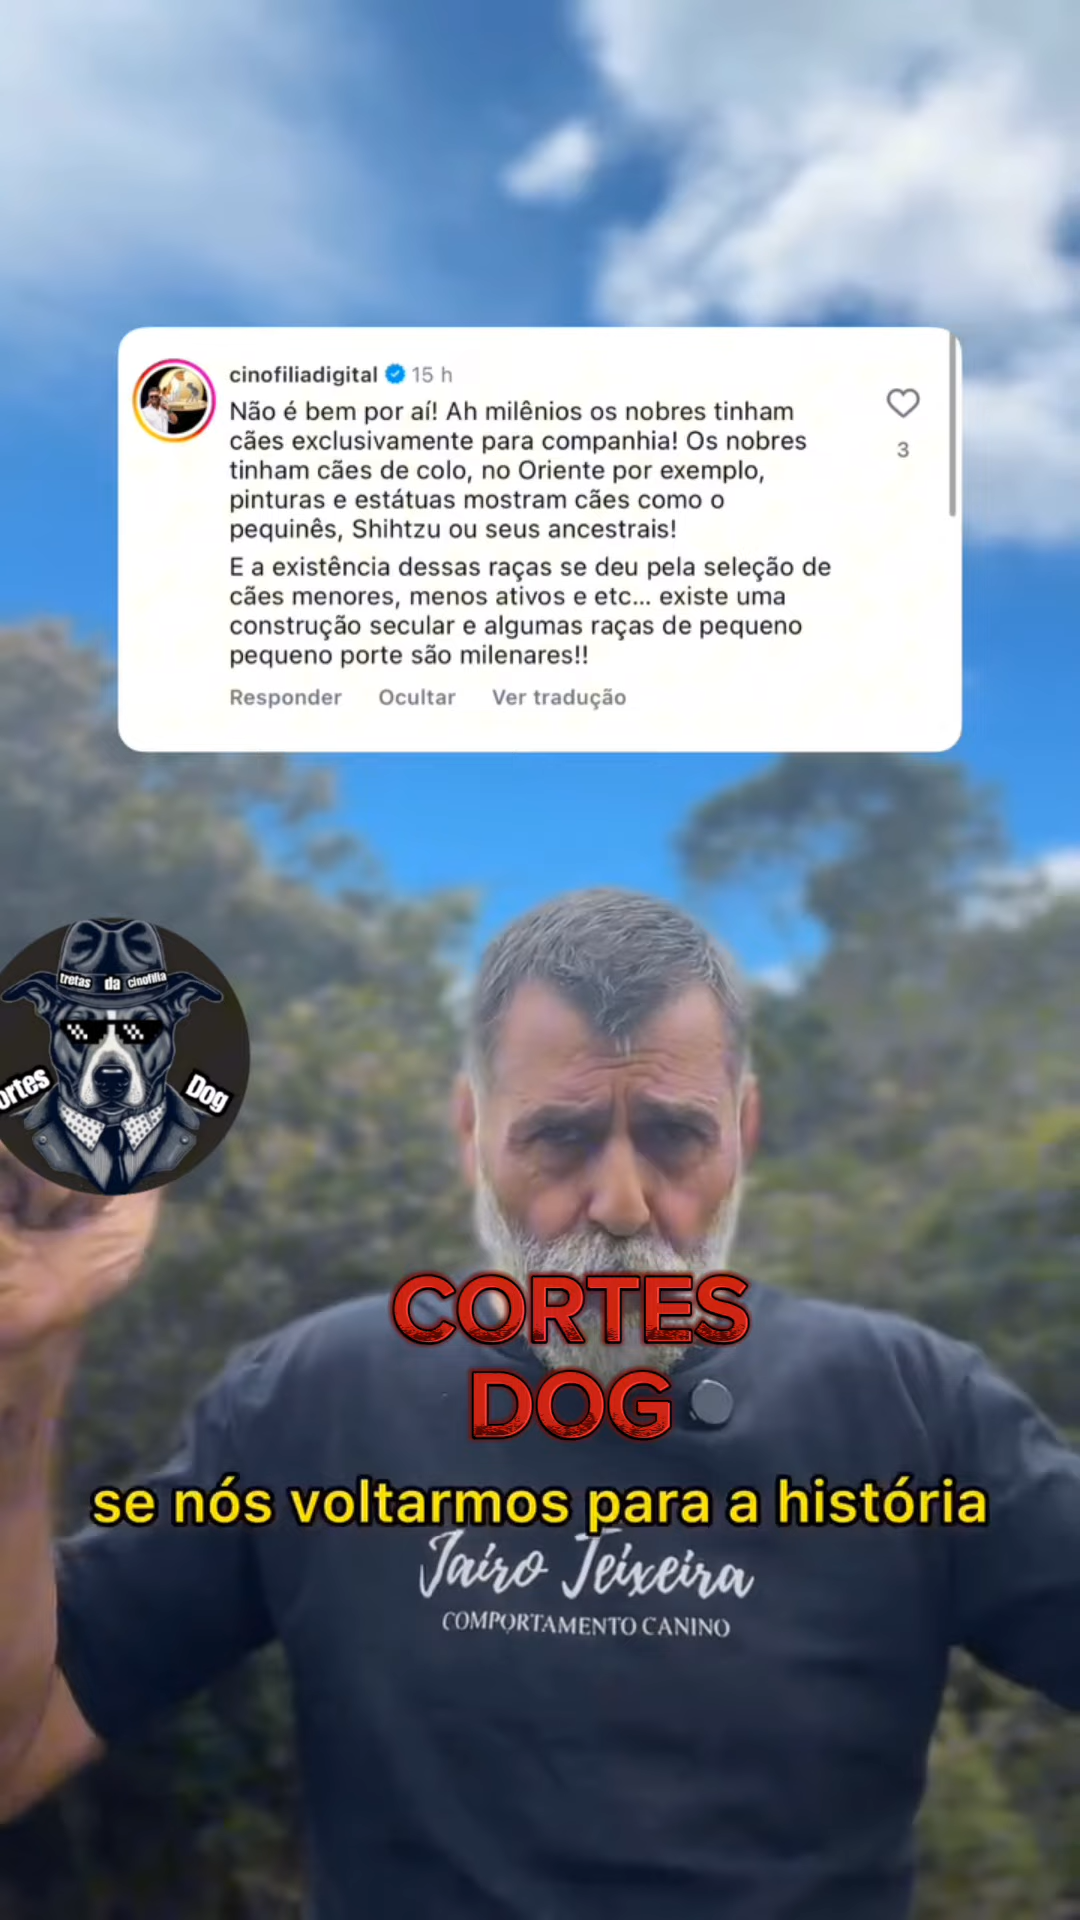 cinofiliadigital 15 h
Não é bem por aí! Ah milênios os nobres tinham
cães exclusivamente para companhia! Os nobres
tinham cães de colo, no Oriente por exemplo,
pinturas e estátuas mostram cães como o
pequinês, Shihtzu ou seus ancestrais!
E a existência dessas raças se deu pela seleção de
cães menores, menos ativos e etc... existe uma
construção secular e algumas raças de pequeno
pequeno porte são milenares!!
Responder Ocultar Ver tradução
3
tretas da cinofilia
ortes Dog
CORTES
DOG
se nós voltarmos para a história
Jairo Teixeira
COMPORTAMENTO CANINO